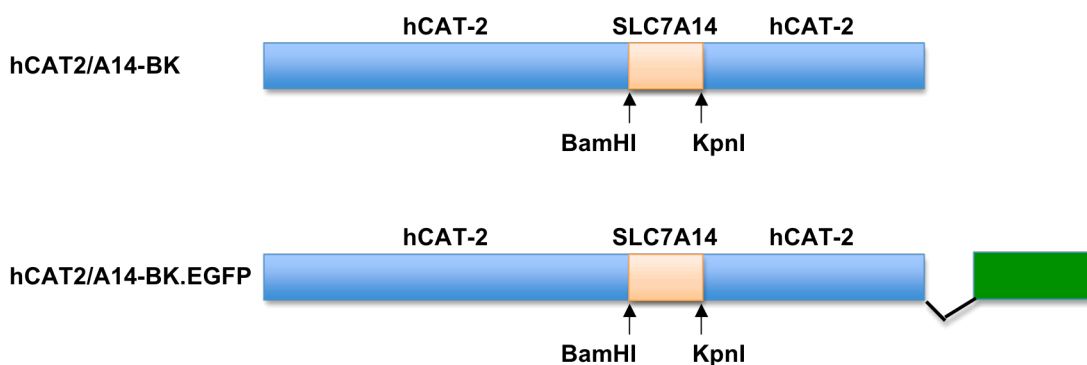 hCAT-2 SLC7A14 hCAT-2
hCAT2/A14-BK
BamHI KpnI
hCAT-2 SLC7A14 hCAT-2
hCAT2/A14-BK.EGFP
BamHI KpnI